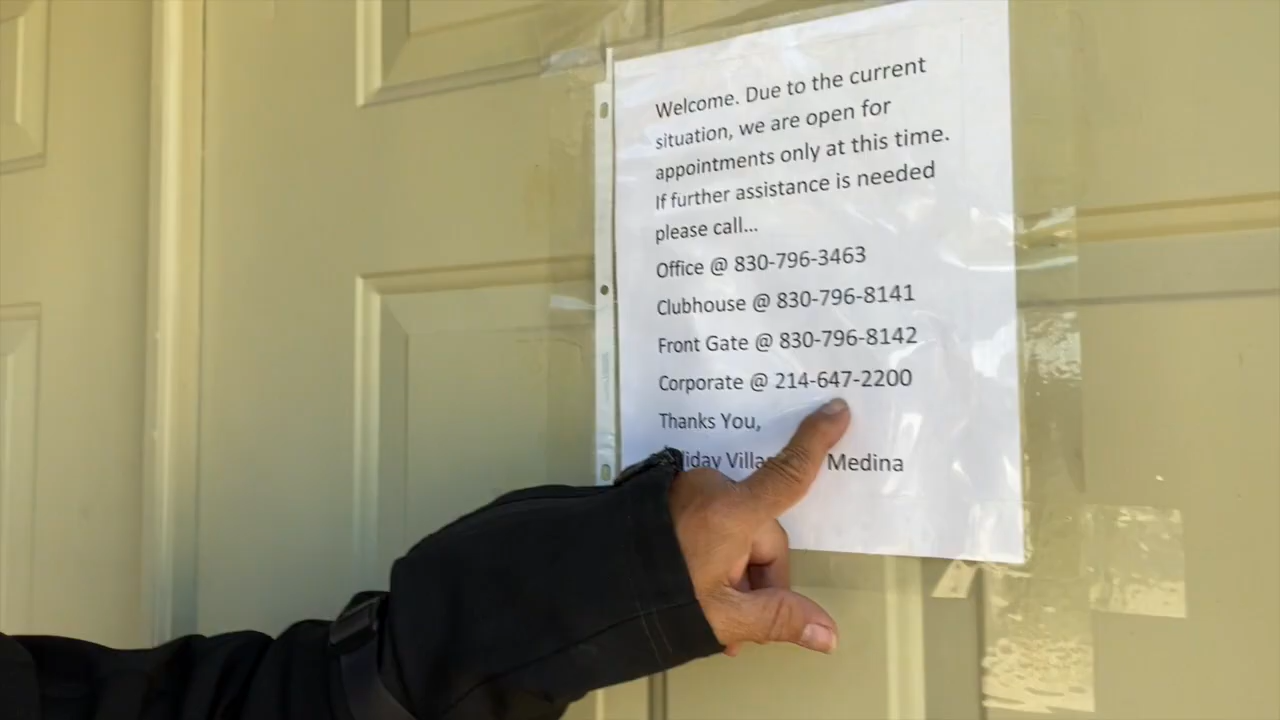 Welcome. Due to the current
situation, we are open for
appointments only at this time.
If further assistance is needed
please call...
Office @ 830-796-3463
Clubhouse @ 830-796-8141
Front Gate @ 830-796-8142
Corporate @ 214-647-2200
Thanks You,
Medina